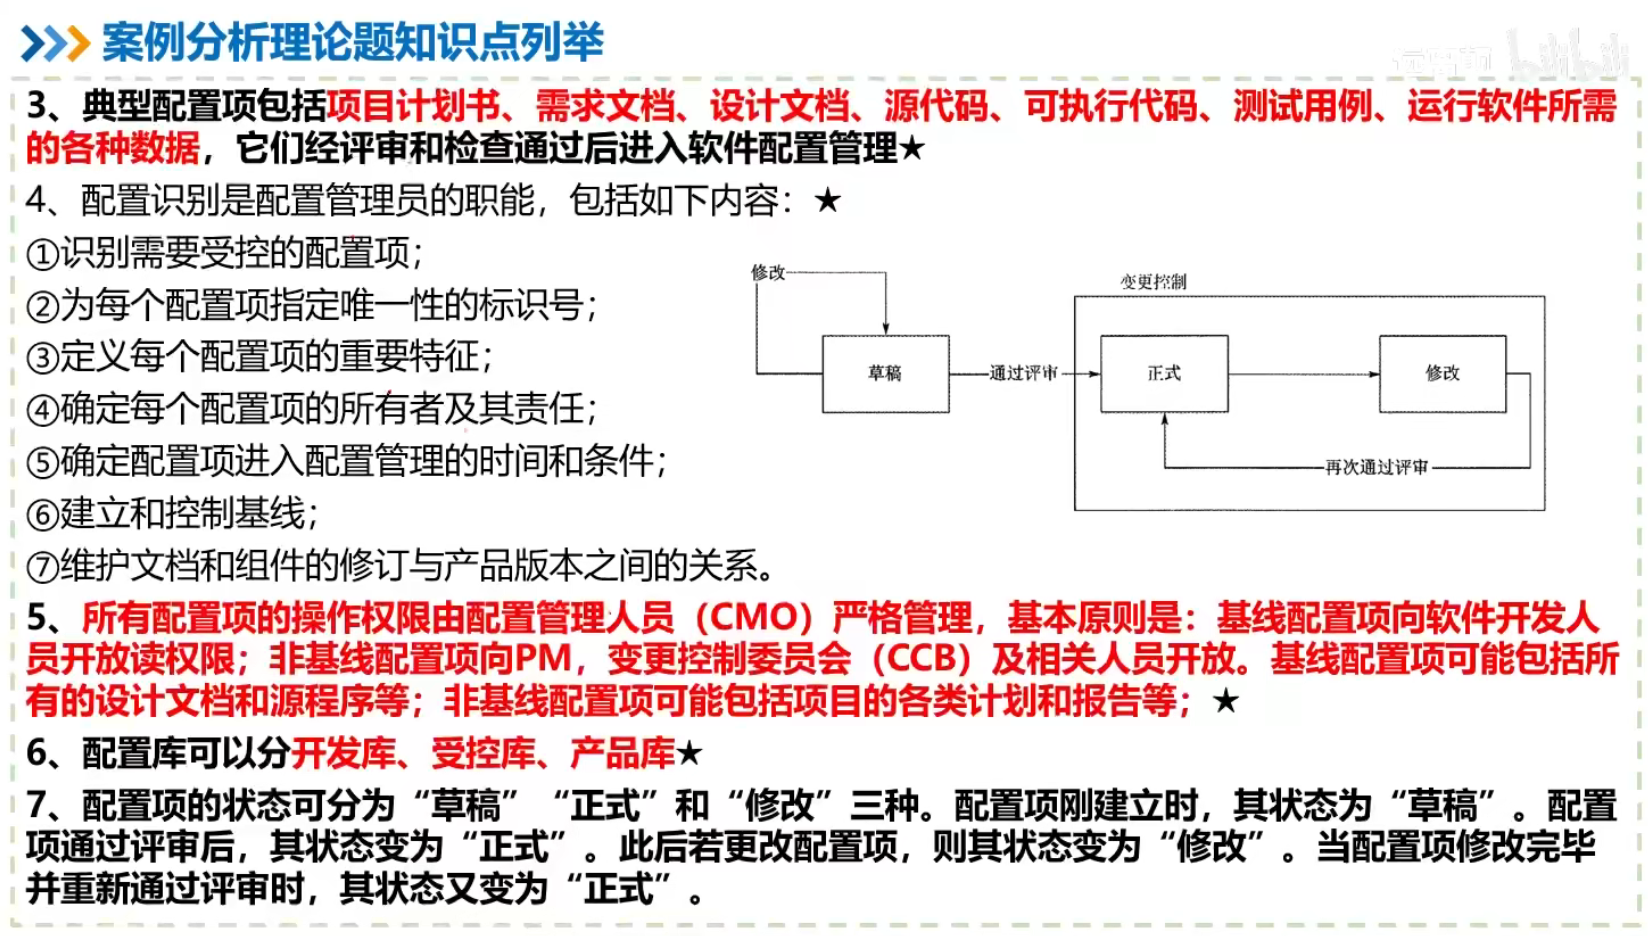 案例分析理论题知识点列举
bilibili
3、典型配置项包括项目计划书、需求文档、设计文档、源代码、可执行代码、测试用例、运行软件所需
的各种数据，它们经评审和检查通过后进入软件配置管理★
4、配置识别是配置管理员的职能，包括如下内容：★
①识别需要受控的配置项；
②为每个配置项指定唯一性的标识号；
③定义每个配置项的重要特征；
④确定每个配置项的所有者及其责任；
⑤确定配置项进入配置管理的时间和条件；
⑥建立和控制基线；
⑦维护文档和组件的修订与产品版本之间的关系。
修改
变更控制
草稿
通过评审
正式
修改
再次通过评审
5、所有配置项的操作权限由配置管理人员（CMO）严格管理，基本原则是：基线配置项向软件开发人
员开放读权限；非基线配置项向PM，变更控制委员会（CCB）及相关人员开放。基线配置项可能包括所
有的设计文档和源程序等；非基线配置项可能包括项目的各类计划和报告等；★
6、配置库可以分开发库、受控库、产品库★
7、配置项的状态可分为“草稿”“正式”和“修改”三种。配置项刚建立时，其状态为“草稿”。配置
项通过评审后，其状态变为“正式”。此后若更改配置项，则其状态变为“修改”。当配置项修改完毕
并重新通过评审时，其状态又变为“正式”。